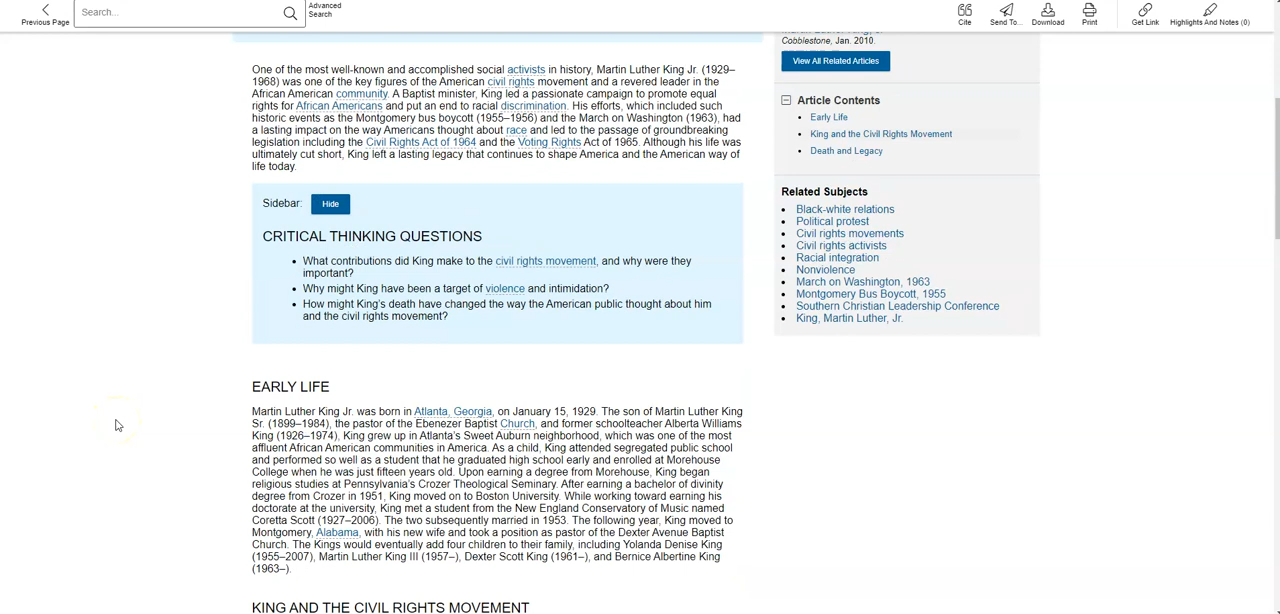 Previous Page
Search...
Advanced
Search
Cite
Send To...
Download
Print
Get Link
Highlights And Notes (0)
One of the most well-known and accomplished social activists in history, Martin Luther King Jr. (1929–
1968) was one of the key figures of the American civil rights movement and a revered leader in the
African American community. A Baptist minister, King led a passionate campaign to promote equal
rights for African Americans and put an end to racial discrimination. His efforts, which included such
historic events as the Montgomery bus boycott (1955–1956) and the March on Washington (1963), had
a lasting impact on the way Americans thought about race and led to the passage of groundbreaking
legislation including the Civil Rights Act of 1964 and the Voting Rights Act of 1965. Although his life was
ultimately cut short, King left a lasting legacy that continues to shape America and the American way of
life today.
Sidebar: Hide
CRITICAL THINKING QUESTIONS
• What contributions did King make to the civil rights movement, and why were they
important?
• Why might King have been a target of violence and intimidation?
• How might King's death have changed the way the American public thought about him
and the civil rights movement?
EARLY LIFE
Martin Luther King Jr. was born in Atlanta, Georgia, on January 15, 1929. The son of Martin Luther King
Sr. (1899–1984), the pastor of the Ebenezer Baptist Church, and former schoolteacher Alberta Williams
King (1926–1974), King grew up in Atlanta's Sweet Auburn neighborhood, which was one of the most
affluent African American communities in America. As a child, King attended segregated public school
and performed so well as a student that he graduated high school early and enrolled at Morehouse
College when he was just fifteen years old. Upon earning a degree from Morehouse, King began
religious studies at Pennsylvania's Crozer Theological Seminary. After earning a bachelor of divinity
degree from Crozer in 1951, King moved on to Boston University. While working toward earning his
doctorate at the university, King met a student from the New England Conservatory of Music named
Coretta Scott (1927–2006). The two subsequently married in 1953. The following year, King moved to
Montgomery, Alabama, with his new wife and took a position as pastor of the Dexter Avenue Baptist
Church. The Kings would eventually add four children to their family, including Yolanda Denise King
(1955–2007), Martin Luther King III (1957–), Dexter Scott King (1961–), and Bernice Albertine King
(1963–).
KING AND THE CIVIL RIGHTS MOVEMENT
Cobblestone, Jan. 2010.
View All Related Articles
Article Contents
• Early Life
• King and the Civil Rights Movement
• Death and Legacy
Related Subjects
• Black-white relations
• Political protest
• Civil rights movements
• Civil rights activists
• Racial integration
• Nonviolence
• March on Washington, 1963
• Montgomery Bus Boycott, 1955
• Southern Christian Leadership Conference
• King, Martin Luther, Jr.